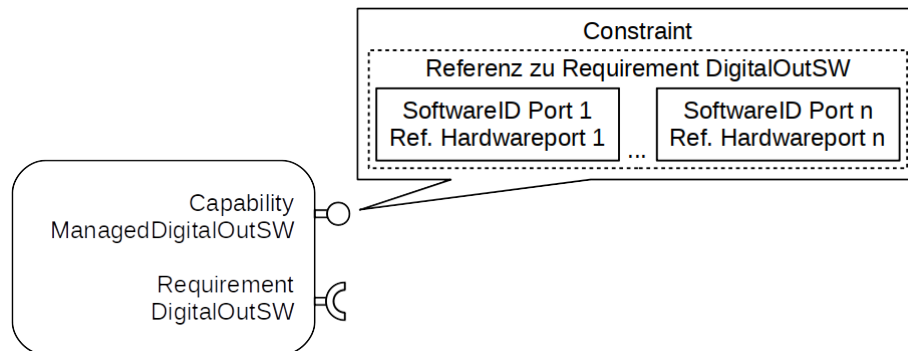 Constraint
Referenz zu Requirement DigitalOutSW
SoftwareID Port 1
Ref. Hardwareport 1
...
SoftwareID Port n
Ref. Hardwareport n
...
Capability
ManagedDigitalOutSW
Requirement
DigitalOutSW